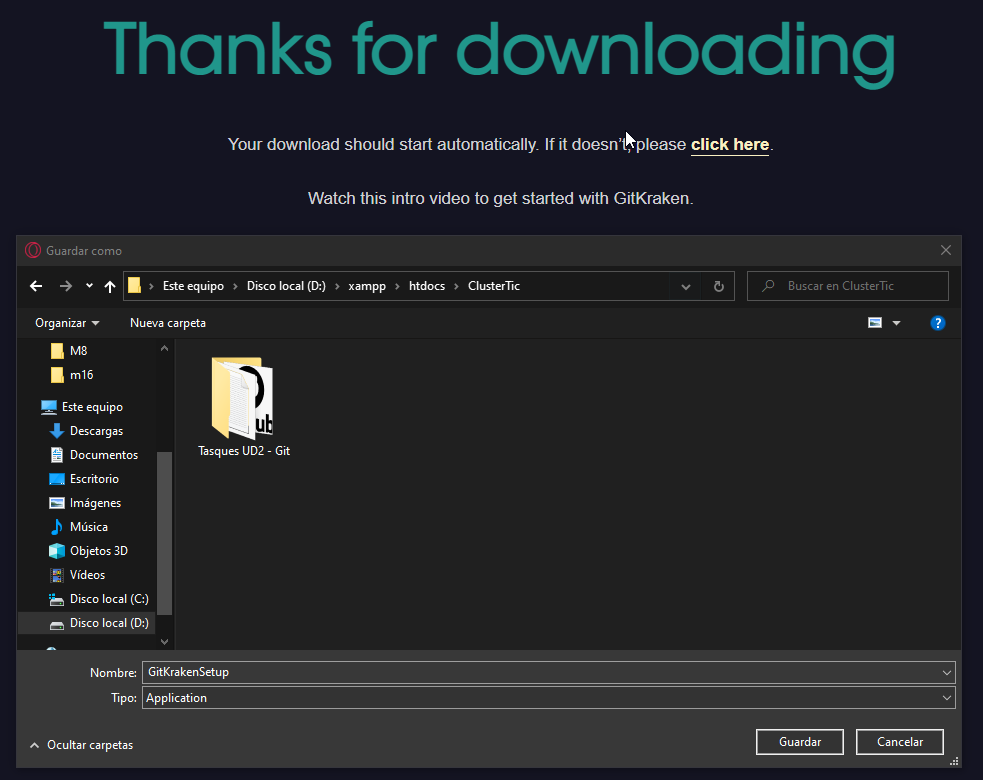 Thanks for downloading
Your download should start automatically. If it doesn't, please click here.
Watch this intro video to get started with GitKraken.
Guardar como
Este equipo > Disco local (D:) > xampp > htdocs > ClusterTic
Buscar en ClusterTic
Organizar
Nueva carpeta
M8
m16
Este equipo
Descargas
Documentos
Escritorio
Imágenes
Música
Objetos 3D
Vídeos
Disco local (C:)
Disco local (D:)
ub
Tasques UD2 - Git
Nombre: GitKrakenSetup
Tipo: Application
Ocultar carpetas
Guardar
Cancelar